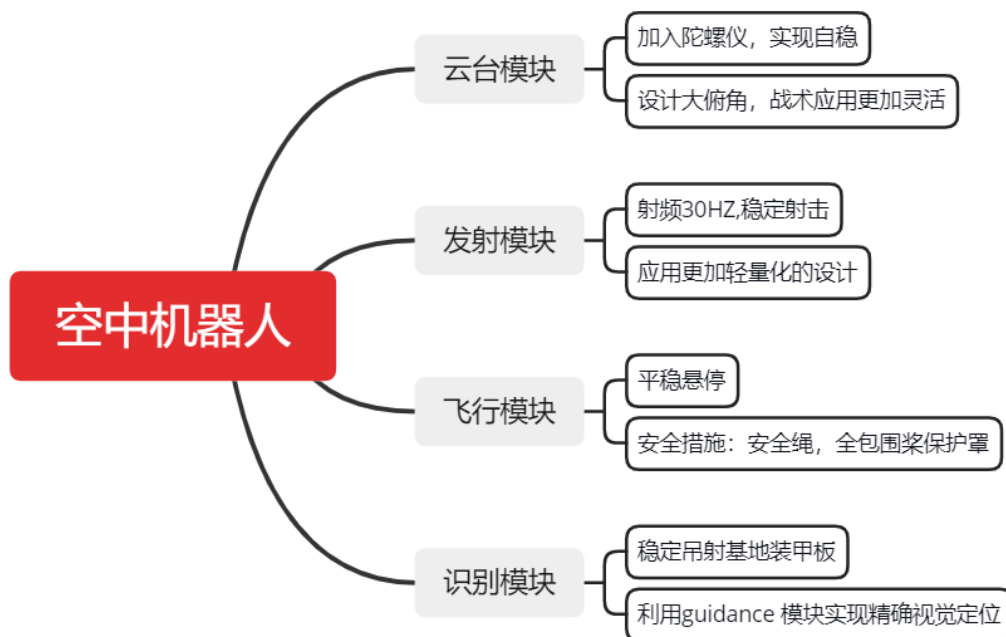 空中机器人
云台模块
加入陀螺仪，实现自稳
设计大俯角，战术应用更加灵活
发射模块
射频30HZ,稳定射击
应用更加轻量化的设计
飞行模块
平稳悬停
安全措施：安全绳，全包围桨保护罩
识别模块
稳定吊射基地装甲板
利用guidance 模块实现精确视觉定位